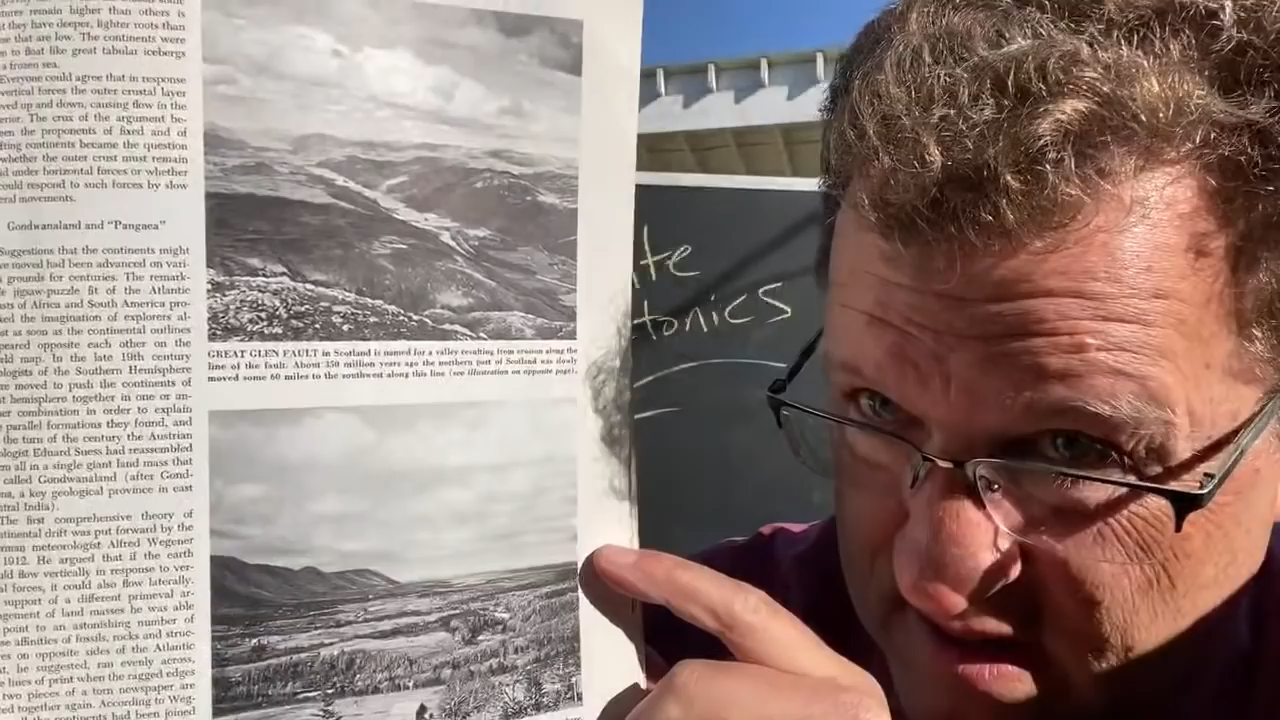 tures remain higher than others is
t they have deeper, lighter roots than
se that are low. The continents were
n to float like great tabular icebergs
a frozen sea.
Everyone could agree that in response
vertical forces the outer crustal layer
ved up and down, causing flow in the
erior. The crux of the argument be-
een the proponents of fixed and of
fting continents became the question
whether the outer crust must remain
id under horizontal forces or whether
could respond to such forces by slow
eral movements.
Gondwanaland and "Pangaea"
Suggestions that the continents might
ve moved had been advanced on vari-
grounds for centuries. The remark-
e jigsaw-puzzle fit of the Atlantic
sts of Africa and South America pro-
ked the imagination of explorers al-
st as soon as the continental outlines
peared opposite each other on the
rld map. In the late 19th century
ologists of the Southern Hemisphere
re moved to push the continents of
t hemisphere together in one or an-
er combination in order to explain
parallel formations they found, and
the turn of the century the Austrian
ologist Eduard Suess had reassembled
m all in a single giant land mass that
called Gondwanaland (after Gond-
na, a key geological province in east
tral India).
The first comprehensive theory of
tinental drift was put forward by the
rman meteorologist Alfred Wegener
1912. He argued that if the earth
ld flow vertically in response to ver-
al forces, it could also flow laterally.
support of a different primeval ar-
gement of land masses he was able
point to an astonishing number of
se affinities of fossils, rocks and struc-
es on opposite sides of the Atlantic
t, he suggested, ran evenly across,
e lines of print when the ragged edges
two pieces of a torn newspaper are
ed together again. According to Weg-
continents had been joined
GREAT GLEN FAULT in Scotland is named for a valley resulting from erosion along the
line of the fault. About 350 million years ago the northern part of Scotland was slowly
moved some 60 miles to the southwest along this line (see illustration on opposite page).
te
tonics